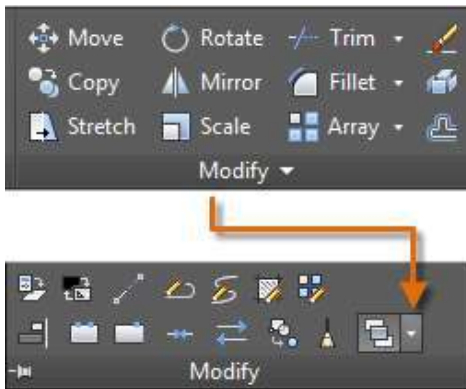 Move Rotate Trim
Copy Mirror Fillet
Stretch Scale Array
Modify
Modify